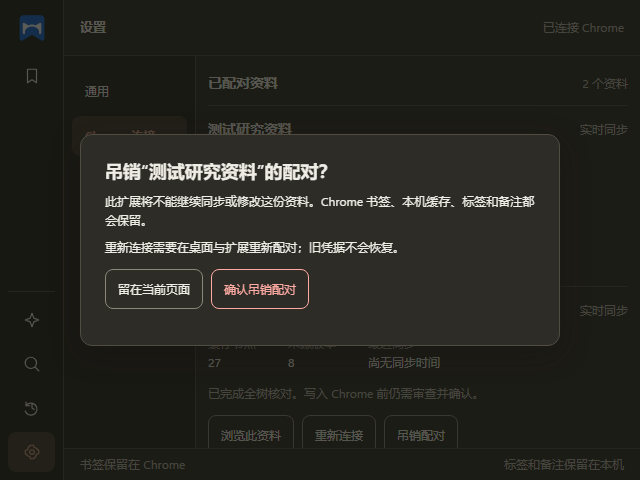 设置
已连接 Chrome
通用
已配对资料
2 个资料
测试研究资料
实时同步
吊销“测试研究资料”的配对？
此扩展将不能继续同步或修改这份资料。Chrome 书签、本机缓存、标签和备注都
会保留。
重新连接需要在桌面与扩展重新配对；旧凭据不会恢复。
留在当前页面
确认吊销配对
实时同步
27
8
尚无同步时间
已完成全树核对。写入 Chrome 前仍需审查并确认。
浏览此资料
重新连接
吊销配对
书签保留在 Chrome
标签和备注保留在本机